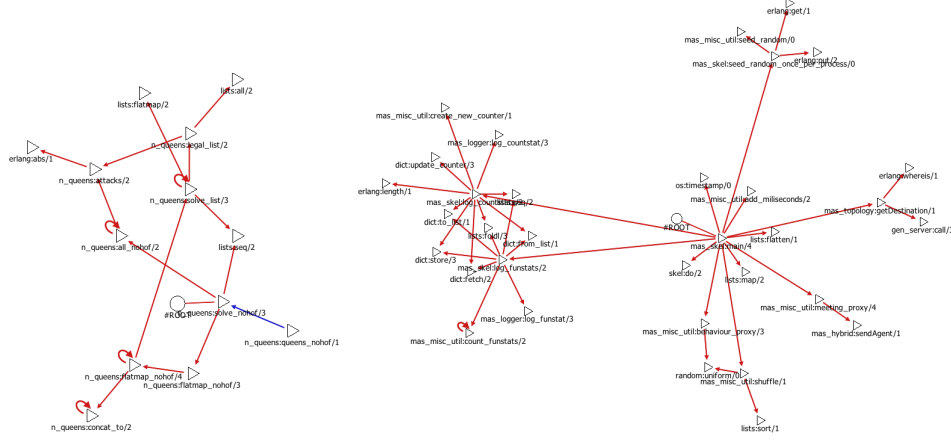 lists:all/2
lists:flatmap/2
n_queens:legal_list/2
erlang:abs/1
n_queens:attacks/2
n_queens:solve_list/3
n_queens:all_nohof/2
lists:seq/2
#ROOT
n_queens:solve_nohof/3
n_queens:queens_nohof/1
n_queens:flatmap_nohof/4
n_queens:flatmap_nohof/3
n_queens:concat_to/2
erlang:get/1
mas_misc_util:seed_random/0
erlang:put/2
mas_skel:seed_random_once_per_process/0
mas_misc_util:create_new_counter/1
mas_logger:log_countstat/3
dict:update_counter/3
erlang:length/1
dict:to_list/1
lists:foldl/3
dict:from_list/1
dict:store/3
mas_skel:log_funstats/2
dict:fetch/2
mas_logger:log_funstat/3
mas_misc_util:count_funstats/2
os:timestamp/0
mas_misc_util:add_miliseconds/2
erlang:whereis/1
mas_topology:getDestination/1
gen_server:call/3
#ROOT
mas_skel:main/4
lists:flatten/1
skel:do/2
lists:map/2
mas_misc_util:meeting_proxy/4
mas_hybrid:sendAgent/1
mas_misc_util:behaviour_proxy/3
random:uniform/0
mas_misc_util:shuffle/1
lists:sort/1